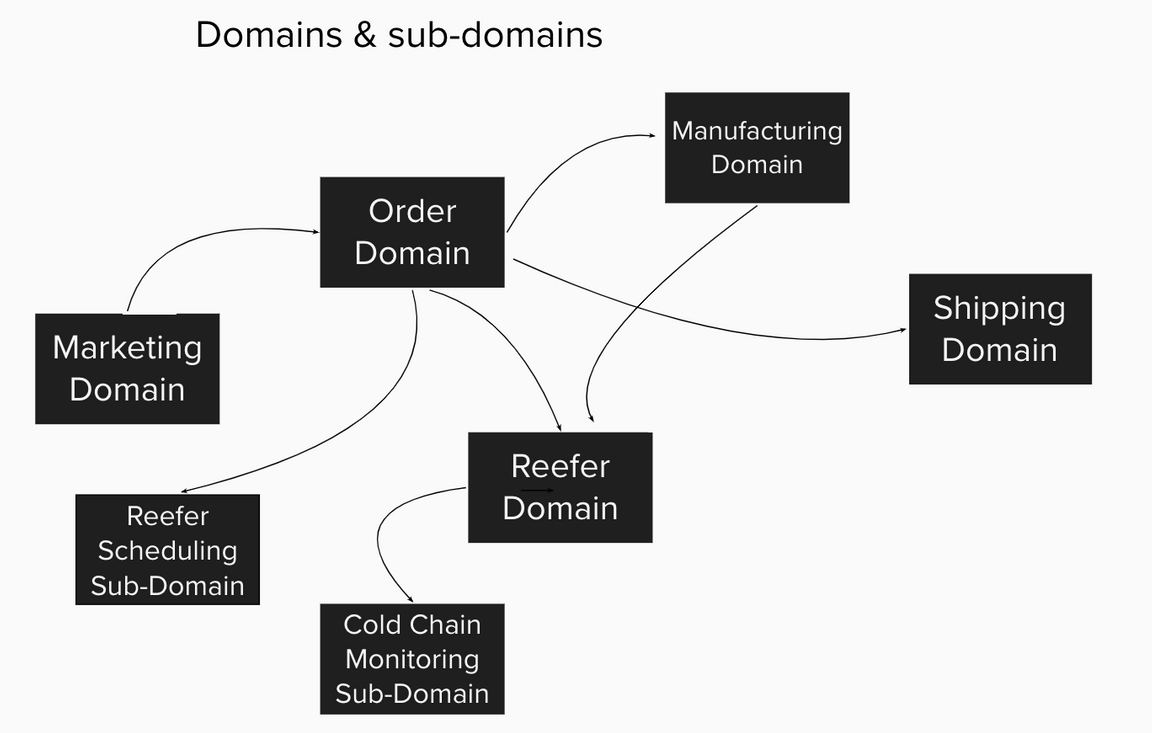 Domains & sub-domains
Manufacturing
Domain
Order
Domain
Shipping
Domain
Marketing
Domain
Reefer
Domain
Reefer
Scheduling
Sub-Domain
Cold Chain
Monitoring
Sub-Domain